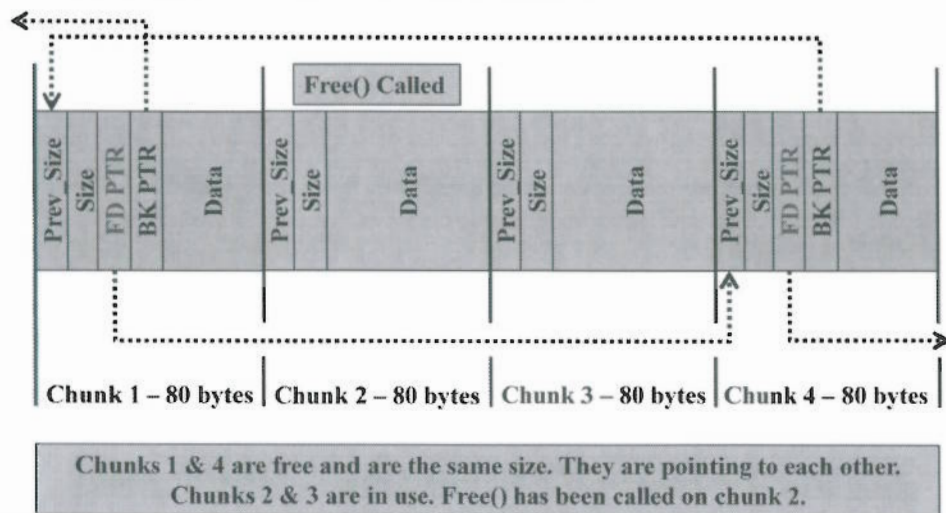 Free() Called
Prev_Size
Size
FD PTR
BK PTR
Data
Prev_Size
Size
Data
Prev_Size
Size
Data
Prev_Size
Size
FD PTR
BK PTR
Data
Chunk 1 – 80 bytes
Chunk 2 – 80 bytes
Chunk 3 – 80 bytes
Chunk 4 – 80 bytes
Chunks 1 & 4 are free and are the same size. They are pointing to each other.
Chunks 2 & 3 are in use. Free() has been called on chunk 2.